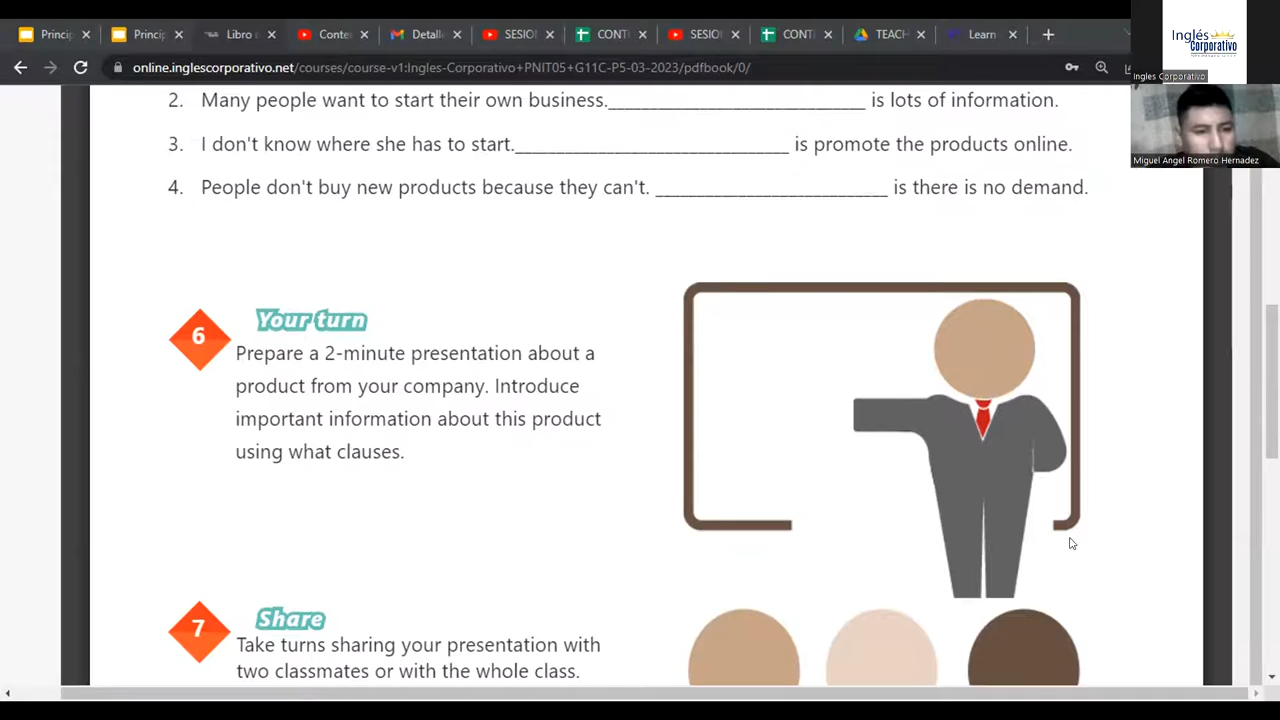 Princip
Princip
Libro
Conte
Detalle
SESIO
CONTI
SESIO
CONTI
TEACH
Learn
online.inglescorporativo.net/courses/course-v1:Ingles-Corporativo+PNIT05+G11C-P5-03-2023/pdfbook/0/
Inglés
Corporativo
Ingles Corporativo
Miguel Angel Romero Hernadez
2. Many people want to start their own business.____________________________ is lots of information.
3. I don't know where she has to start.______________________________ is promote the products online.
4. People don't buy new products because they can't. _________________________ is there is no demand.
6
Your turn
Prepare a 2-minute presentation about a
product from your company. Introduce
important information about this product
using what clauses.
7
Share
Take turns sharing your presentation with
two classmates or with the whole class.